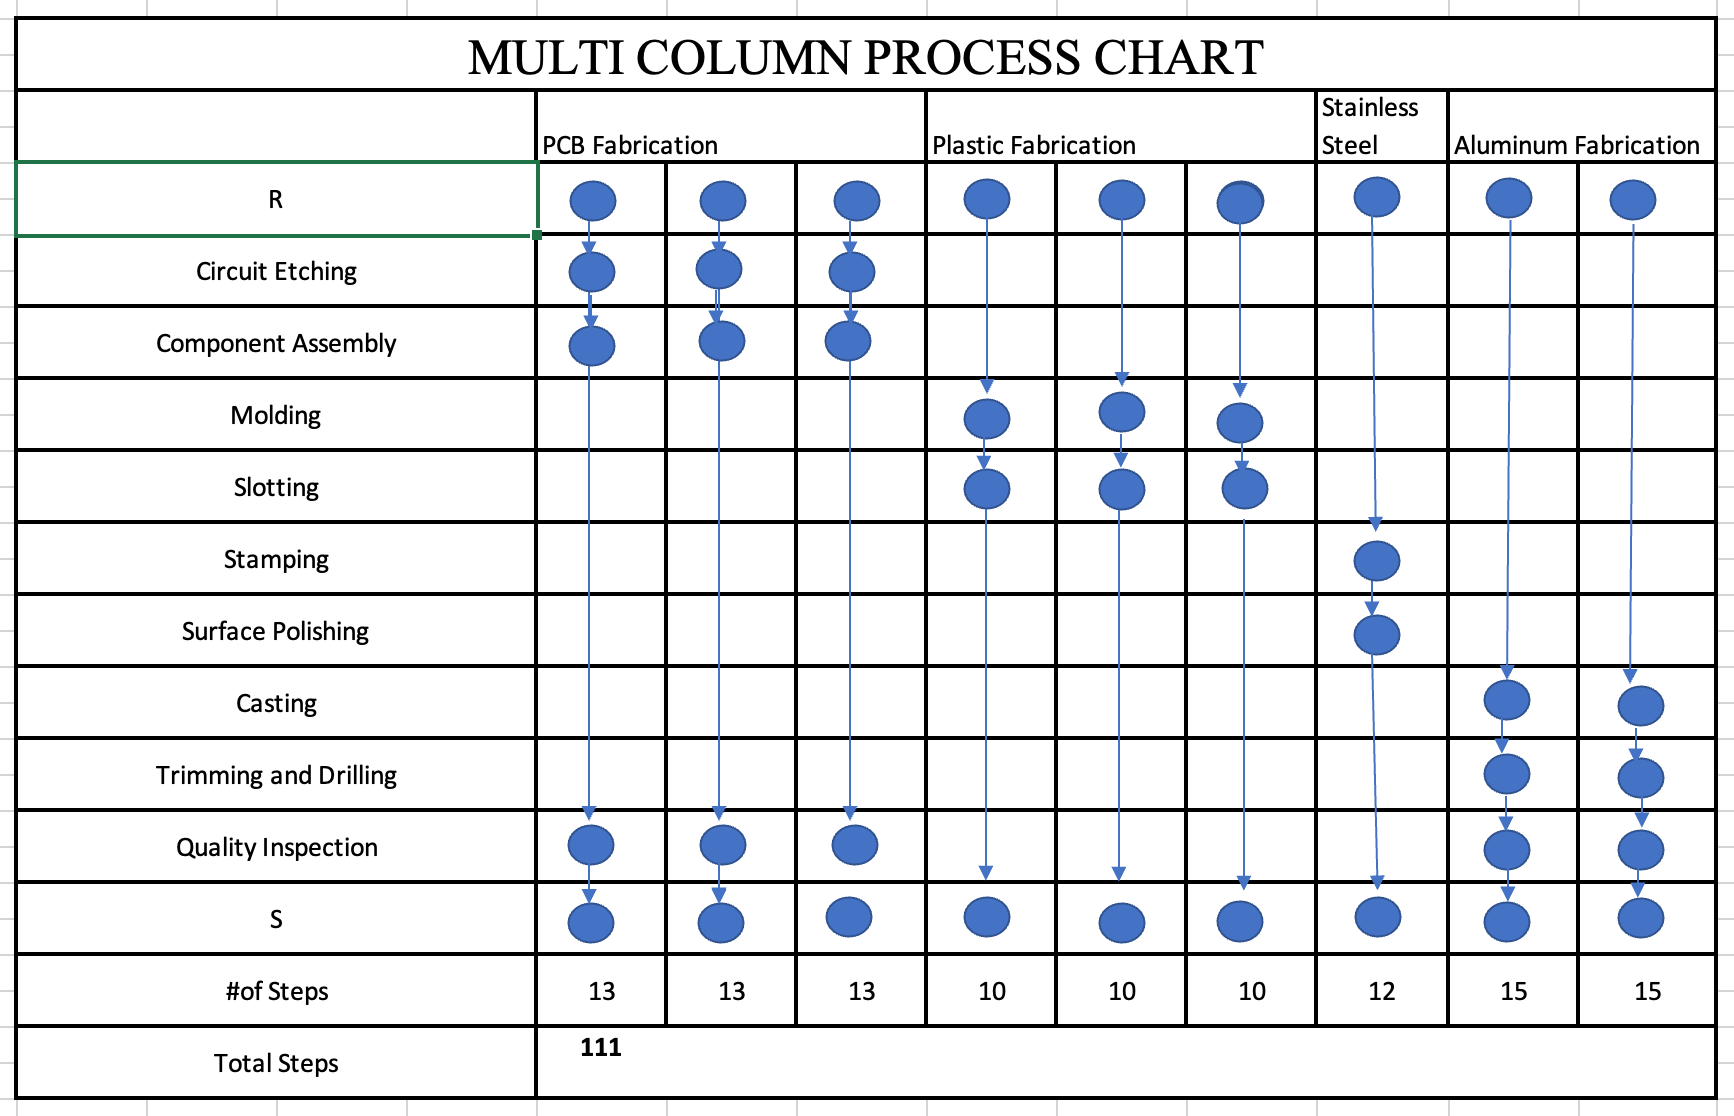 MULTI COLUMN PROCESS CHART
PCB Fabrication
Plastic Fabrication
Stainless
Steel
Aluminum Fabrication
R
Circuit Etching
Component Assembly
Molding
Slotting
Stamping
Surface Polishing
Casting
Trimming and Drilling
Quality Inspection
S
#of Steps 13 13 13 10 10 10 12 15 15
Total Steps 111